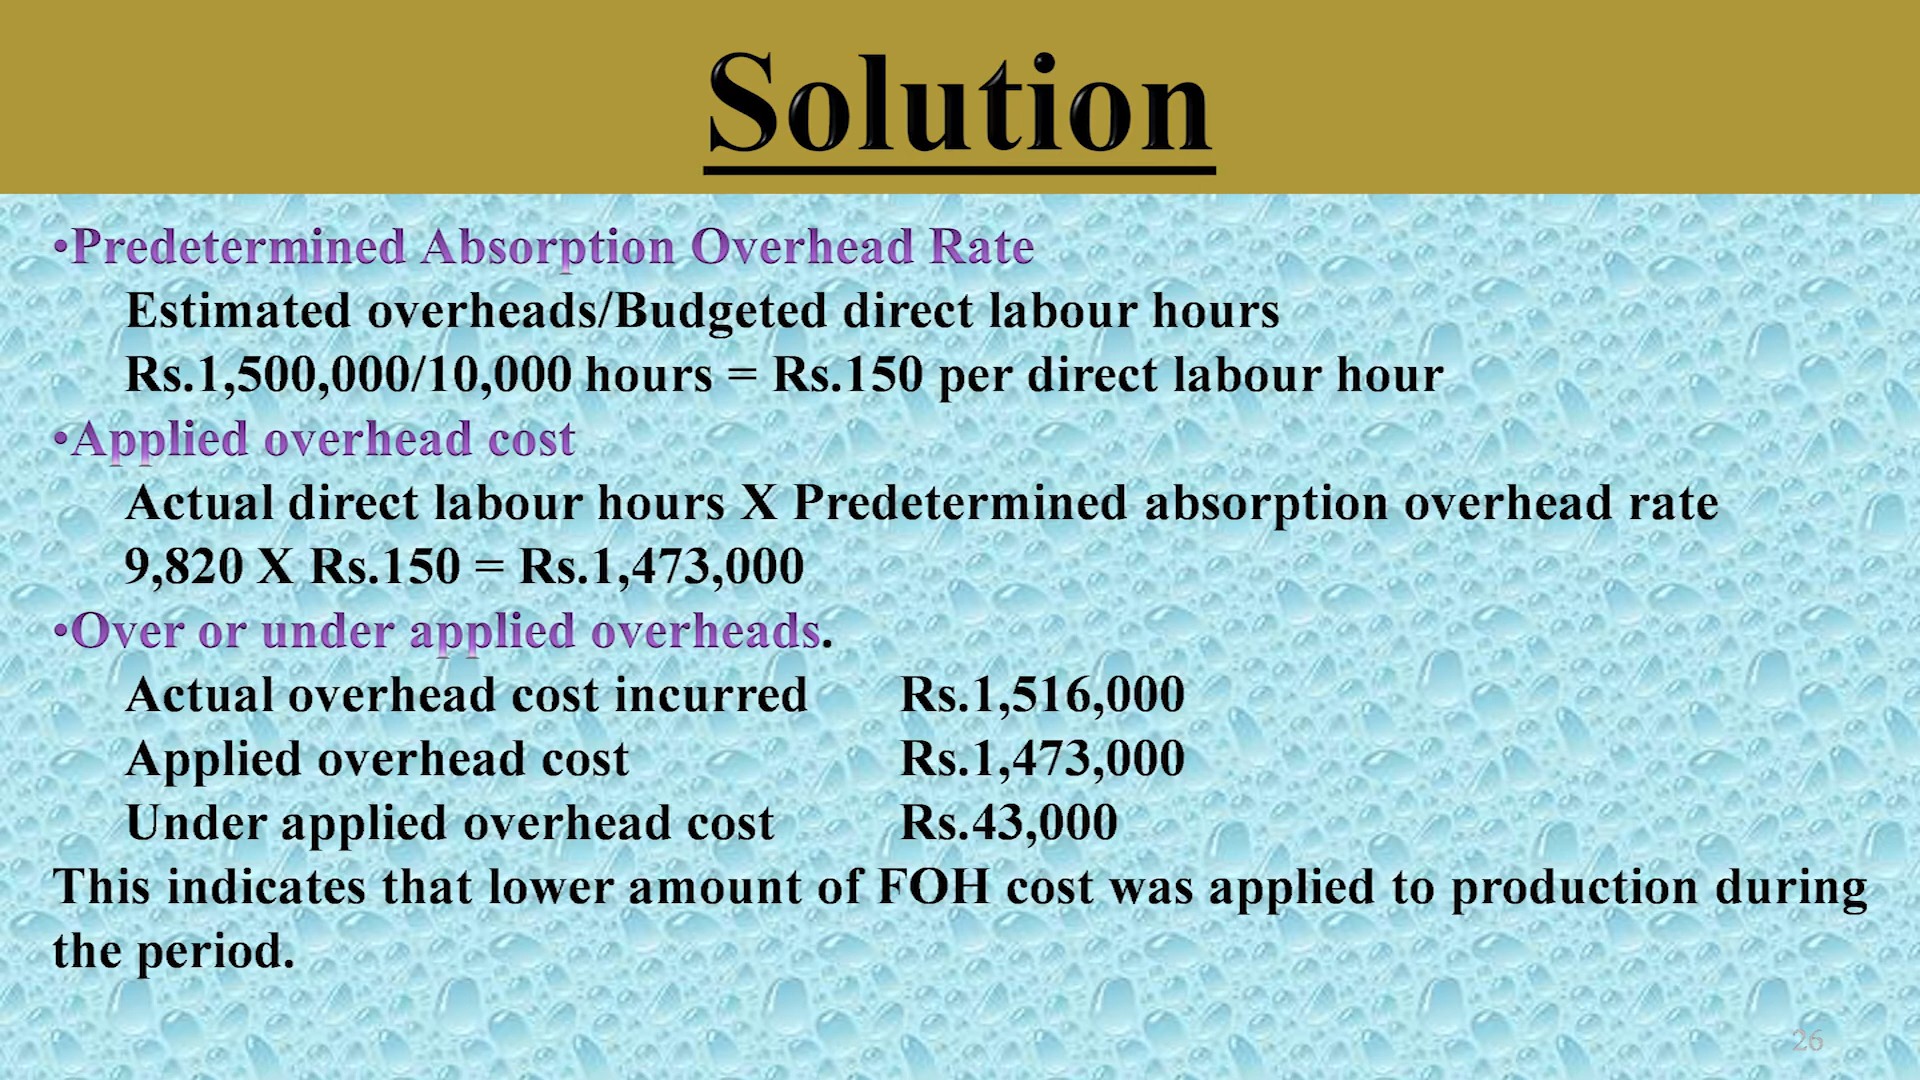 Solution
•Predetermined Absorption Overhead Rate
Estimated overheads/Budgeted direct labour hours
Rs.1,500,000/10,000 hours = Rs.150 per direct labour hour
•Applied overhead cost
Actual direct labour hours X Predetermined absorption overhead rate
9,820 X Rs.150 = Rs.1,473,000
•Over or under applied overheads.
Actual overhead cost incurred Rs.1,516,000
Applied overhead cost Rs.1,473,000
Under applied overhead cost Rs.43,000
This indicates that lower amount of FOH cost was applied to production during
the period.
26